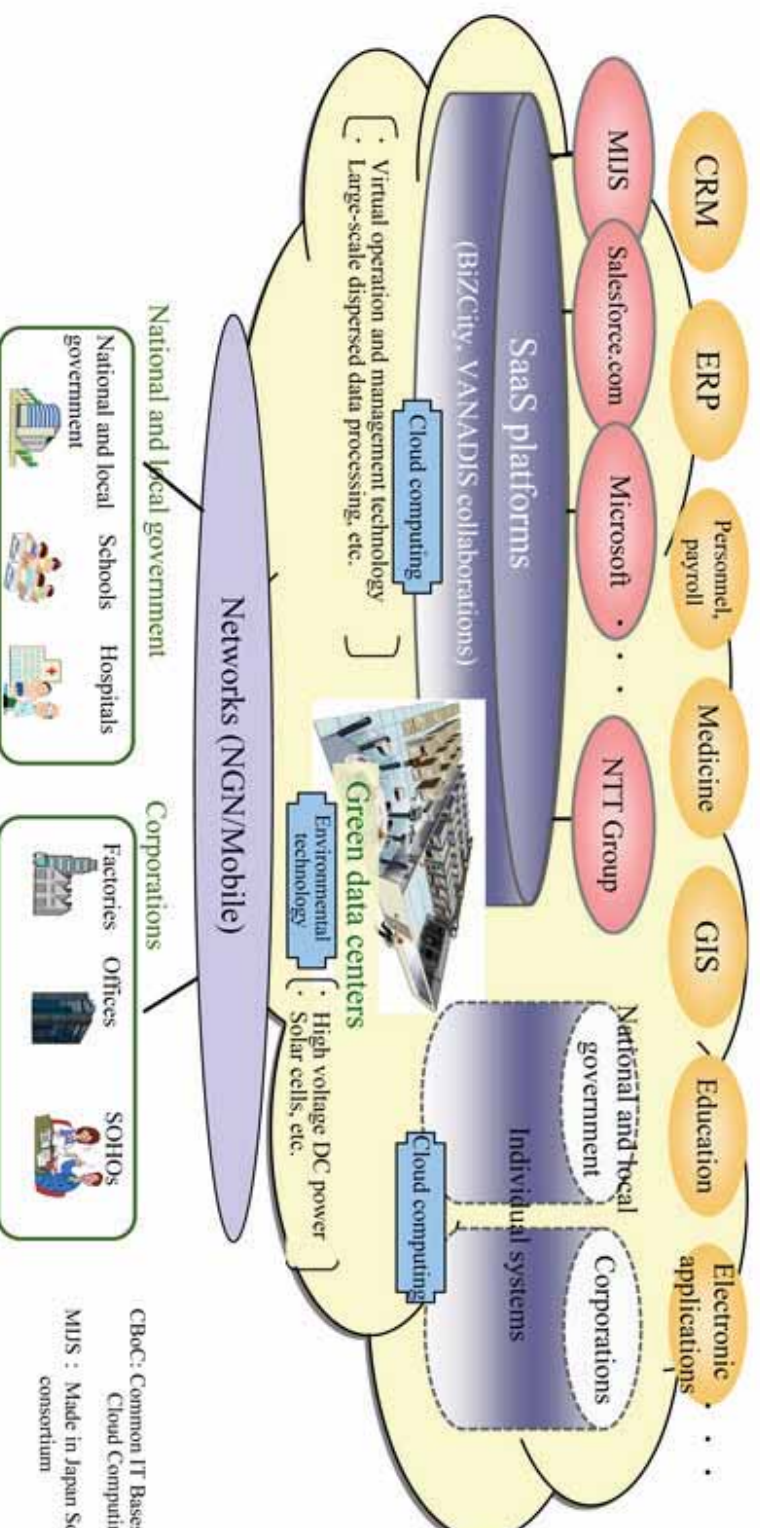 CRM
ERP
Personnel,
payroll
Medicine
GIS
Education
Electronic
applications
. . .
MIJS
Salesforce.com
Microsoft
. . .
NTT Group
National and local
government
Corporations
SaaS platforms
(BiZCity, VANADIS collaborations)
Individual systems
Cloud computing
Cloud computing
・ Virtual operation and management technology
・ Large-scale dispersed data processing, etc.
Green data centers
Environmental
technology
・ High voltage DC power
・ Solar cells, etc.
Networks (NGN/Mobile)
National and local government
National and local
government
Schools
Hospitals
Corporations
Factories
Offices
SOHOs
CBoC: Common IT Bases
Cloud Computin
MIJS : Made in Japan So
consortium